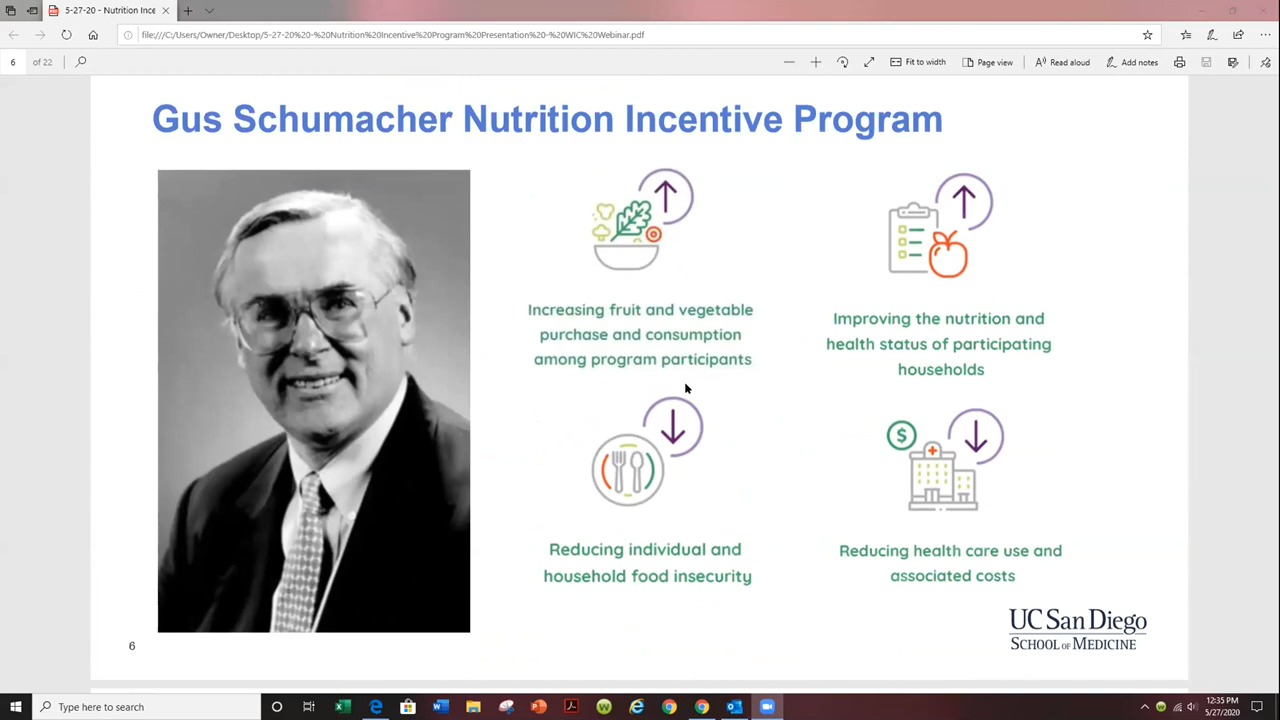 5-27-20 - Nutrition Ince
file:///C:/Users/Owner/Desktop/5-27-20%20-%20Nutrition%20Incentive%20Program%20Presentation%20-%20WIC%20Webinar.pdf
6 of 22
Fit to width
Page view
Read aloud
Add notes
Gus Schumacher Nutrition Incentive Program
Increasing fruit and vegetable
purchase and consumption
among program participants
Improving the nutrition and
health status of participating
households
$
Reducing individual and
household food insecurity
Reducing health care use and
associated costs
UC San Diego
SCHOOL OF MEDICINE
6
Type here to search
12:35 PM
5/27/2020